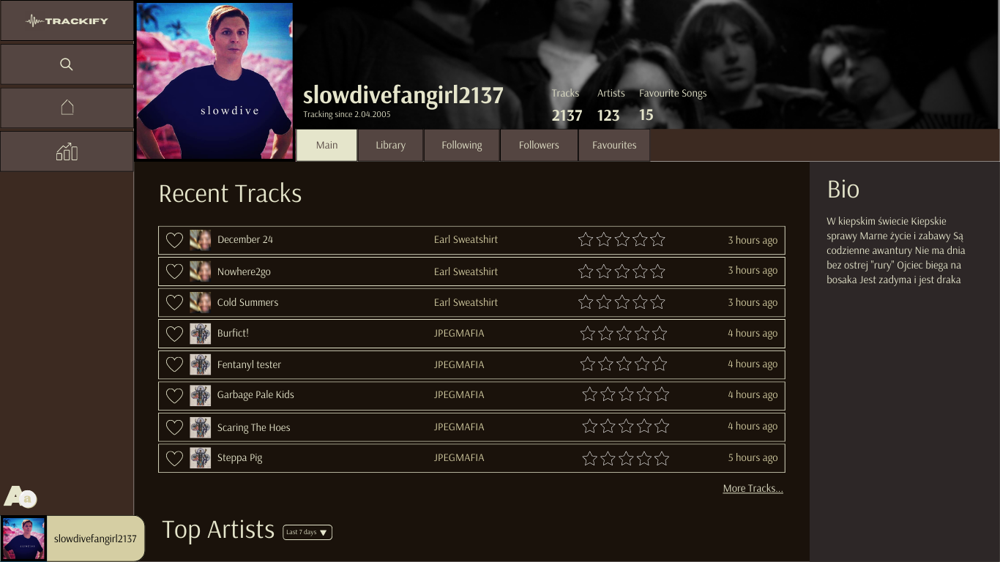 TRACKIFY
slowdive
slowdivefangirl2137
Tracking since 2.04.2005
Tracks Artists Favourite Songs
2137 123 15
Main Library Following Followers Favourites
Recent Tracks
December 24 Earl Sweatshirt 3 hours ago
Nowhere2go Earl Sweatshirt 3 hours ago
Cold Summers Earl Sweatshirt 3 hours ago
Burfict! JPEGMAFIA 4 hours ago
Fentanyl tester JPEGMAFIA 4 hours ago
Garbage Pale Kids JPEGMAFIA 4 hours ago
Scaring The Hoes JPEGMAFIA 4 hours ago
Steppa Pig JPEGMAFIA 5 hours ago
More Tracks...
Top Artists Last 7 days
Bio
W kiepskim świecie Kiepskie
sprawy Marne życie i zabawy Są
codzienne awantury Nie ma dnia
bez ostrej "rury" Ojciec biega na
bosaka Jest zadyma i jest draka
A a
slowdive
slowdivefangirl2137